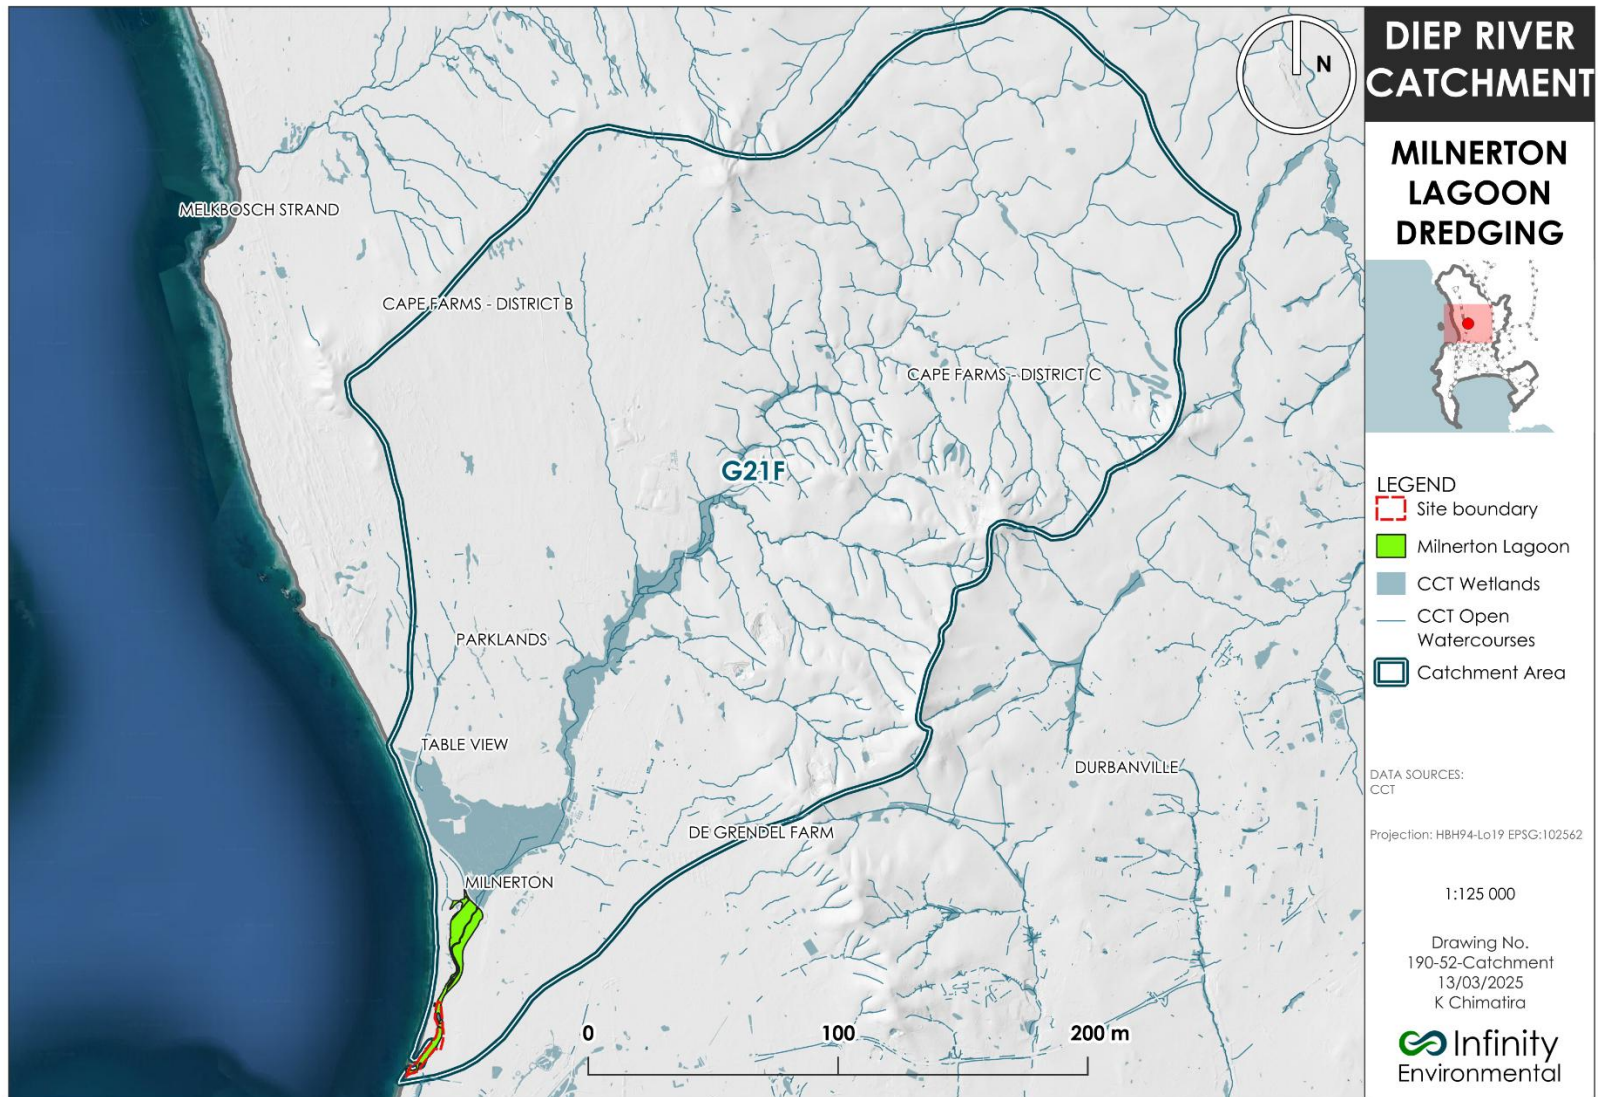 DIEP RIVER
CATCHMENT
MILNERTON
LAGOON
DREDGING
N
MELKBOSCH STRAND
CAPE FARMS - DISTRICT B
CAPE FARMS - DISTRICT C
G21F
PARKLANDS
TABLE VIEW
DURBANVILLE
DE GRENDEL FARM
MILNERTON
0 100 200 m
LEGEND
Site boundary
Milnerton Lagoon
CCT Wetlands
CCT Open
Watercourses
Catchment Area
DATA SOURCES:
CCT
Projection: HBH94-Lo19 EPSG:102562
1:125 000
Drawing No.
190-52-Catchment
13/03/2025
K Chimatira
Infinity
Environmental